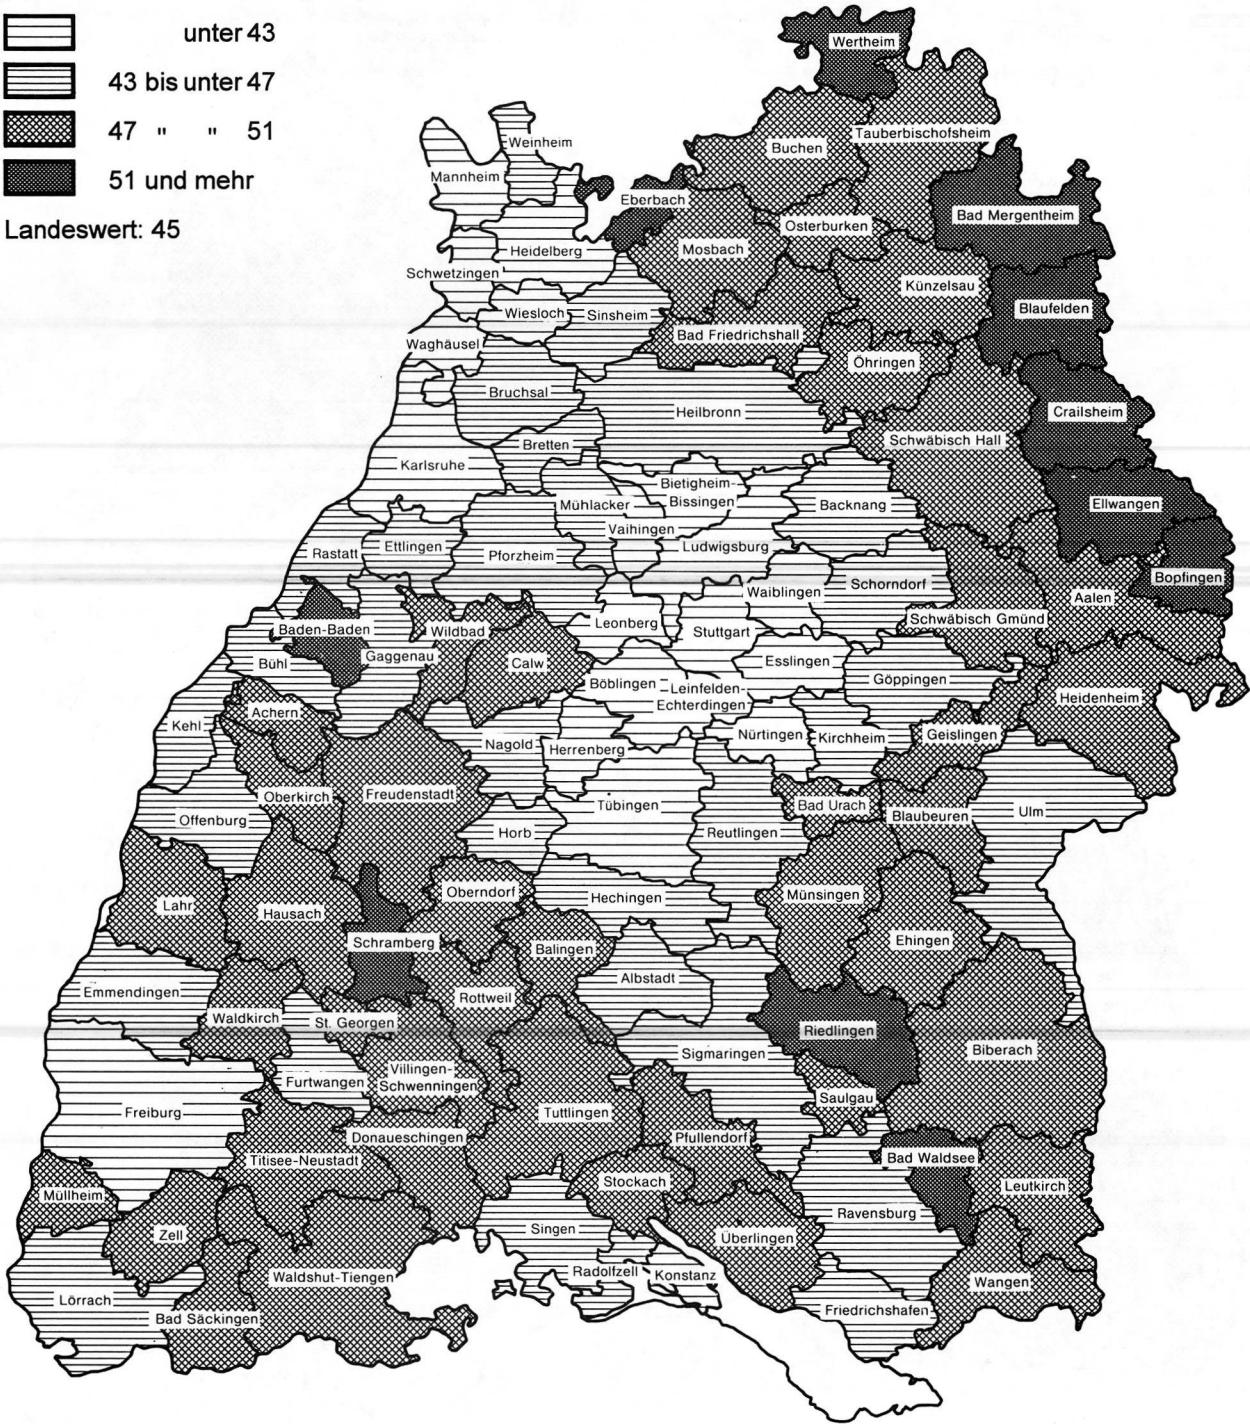 unter 43
43 bis unter 47
47 " " 51
51 und mehr
Landeswert: 45
Wertheim
Tauberbischofsheim
Buchen
Weinheim
Mannheim
Eberbach
Bad Mergentheim
Osterburken
Mosbach
Heidelberg
Schwetzingen
Künzelsau
Blaufelden
Wiesloch
Sinsheim
Bad Friedrichshall
Waghäusel
Öhringen
Bruchsal
Heilbronn
Crailsheim
Schwäbisch Hall
Bretten
Karlsruhe
Bietigheim-
Bissingen
Mühlacker
Backnang
Ellwangen
Vaihingen
Ludwigsburg
Ettlingen
Rastatt
Pforzheim
Schorndorf
Bopfingen
Waiblingen
Aalen
Schwäbisch Gmünd
Leonberg
Stuttgart
Baden-Baden
Wildbad
Gaggenau
Bühl
Calw
Esslingen
Göppingen
Böblingen
Leinfelden-
Echterdingen
Heidenheim
Achern
Kehl
Nagold
Herrenberg
Nürtingen
Kirchheim
Geislingen
Oberkirch
Freudenstadt
Tübingen
Bad Urach
Blaubeuren
Ulm
Offenburg
Horb
Reutlingen
Oberndorf
Hechingen
Münsingen
Lahr
Hausach
Schramberg
Balingen
Ehingen
Albstadt
Emmendingen
Rottweil
Waldkirch
St. Georgen
Riedlingen
Sigmaringen
Biberach
Villingen-
Schwenningen
Furtwangen
Saulgau
Freiburg
Tuttlingen
Donaueschingen
Pfullendorf
Titisee-Neustadt
Bad Waldsee
Stockach
Leutkirch
Müllheim
Ravensburg
Zell
Singen
Überlingen
Waldshut-Tiengen
Radolfzell
Konstanz
Wangen
Lörrach
Bad Säckingen
Friedrichshafen